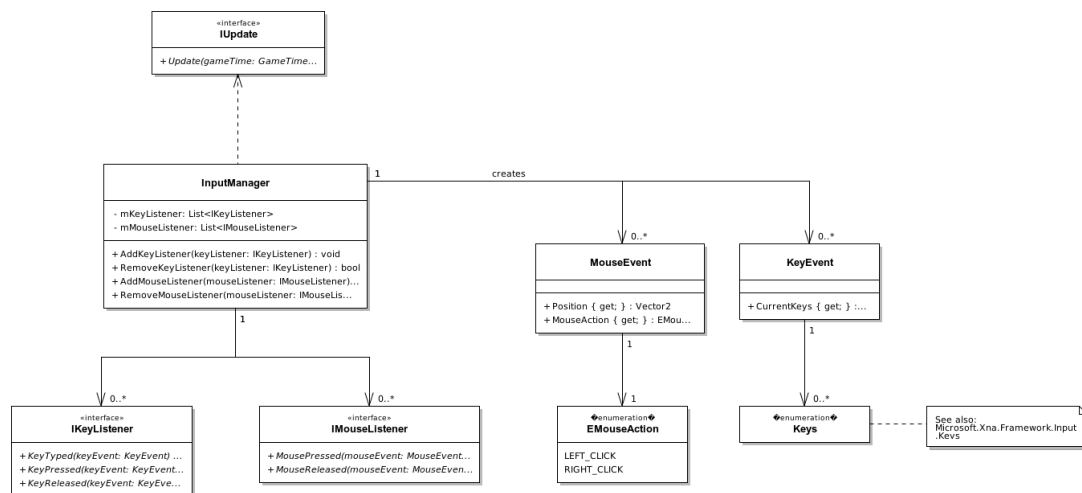 «interface»
IUpdate
+ Update(gameTime: GameTime...
InputManager
- mKeyListener: List<IKeyListener>
- mMouseListener: List<IMouseListener>
+ AddKeyListener(keyListener: IKeyListener) : void
+ RemoveKeyListener(keyListener: IKeyListener) : bool
+ AddMouseListener(mouseListener: IMouseListener)...
+ RemoveMouseListener(mouseListener: IMouseLis...
1
creates
0..*
0..*
MouseEvent
+ Position { get; } : Vector2
+ MouseAction { get; } : EMou...
KeyEvent
+ CurrentKeys { get; } :...
1
1
1
0..*
0..*
1
0..*
«interface»
IKeyListener
+ KeyTyped(keyEvent: KeyEvent) ...
+ KeyPressed(keyEvent: KeyEvent...
+ KeyReleased(keyEvent: KeyEve...
«interface»
IMouseListener
+ MousePressed(mouseEvent: MouseEven...
+ MouseReleased(mouseEvent: MouseEven...
�enumeration�
EMouseAction
LEFT_CLICK
RIGHT_CLICK
�enumeration�
Keys
See also:
Microsoft.Xna.Framework.Input
.Keys